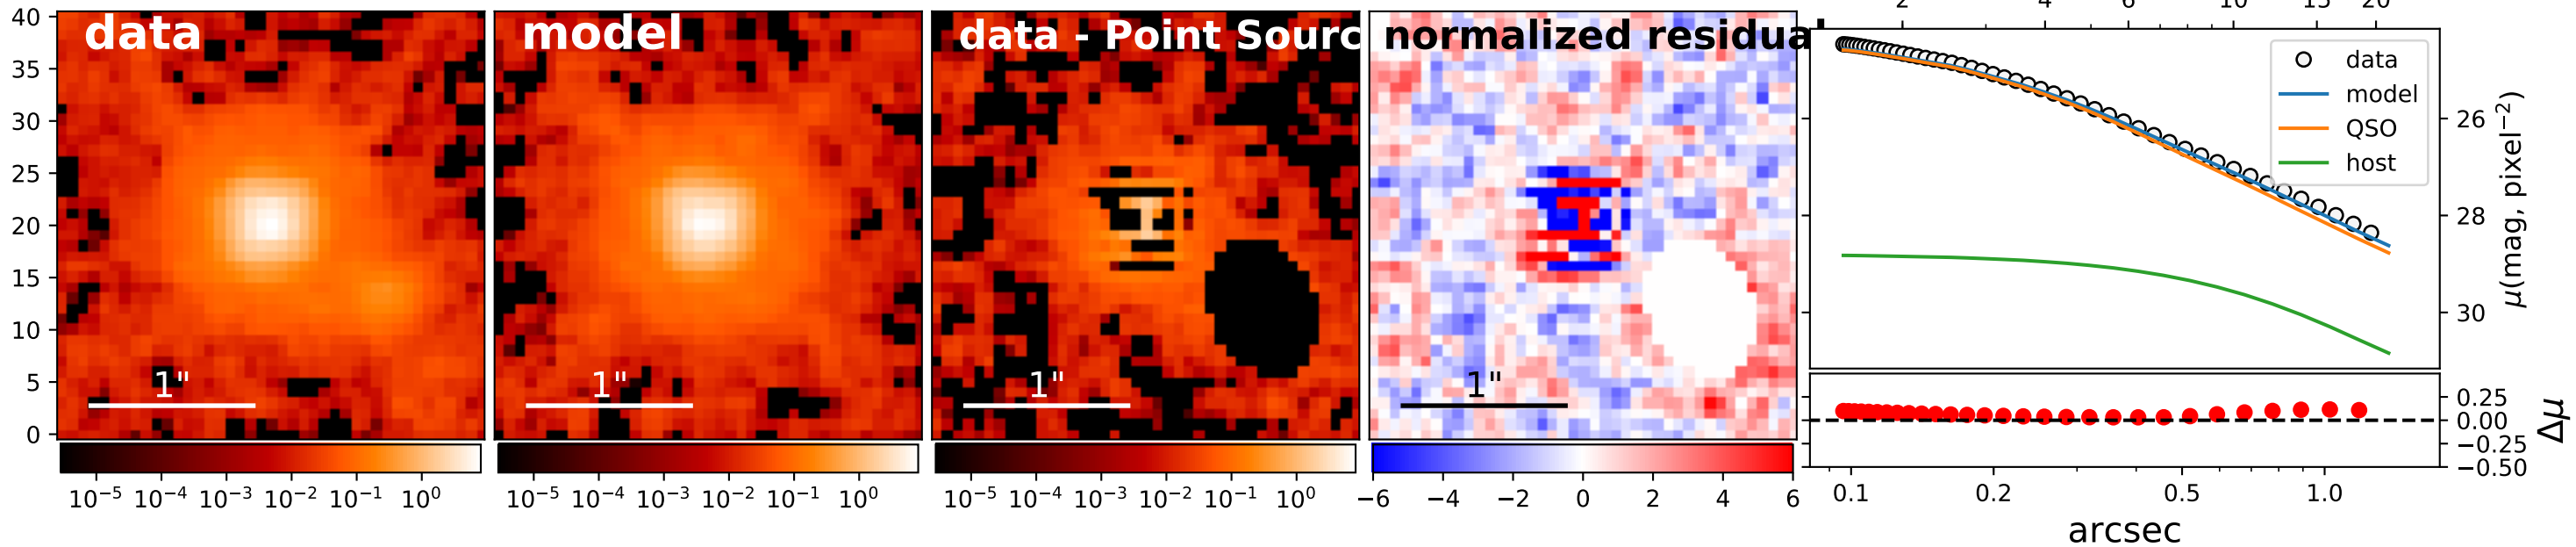 data
model
data - Point Sourc
normalized residual
40
35
30
25
20
15
10
5
0
1"
1"
1"
1"
10⁻⁵ 10⁻⁴ 10⁻³ 10⁻² 10⁻¹ 10⁰
10⁻⁵ 10⁻⁴ 10⁻³ 10⁻² 10⁻¹ 10⁰
10⁻⁵ 10⁻⁴ 10⁻³ 10⁻² 10⁻¹ 10⁰
−6 −4 −2 0 2 4 6
2 4 6 10 15 20
data
model
QSO
host
26
28
30
μ(mag, pixel⁻²)
0.25
0.00
−0.25
−0.50
Δμ
0.1 0.2 0.5 1.0
arcsec